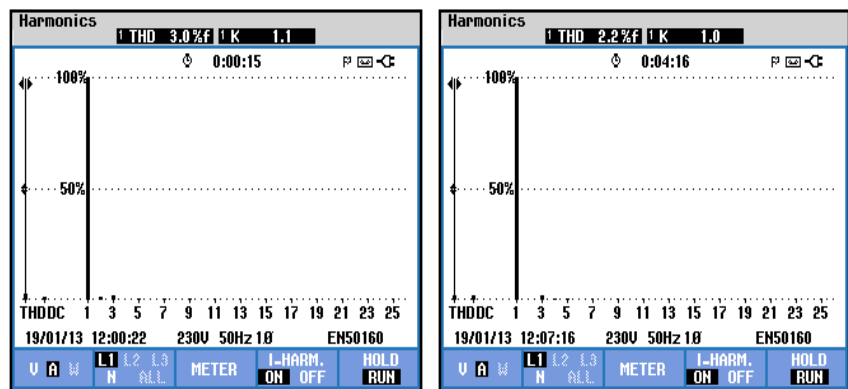 Harmonics
1 THD 3.0%f 1 K 1.1
0:00:15
100%
50%
THDDC 1 3 5 7 9 11 13 15 17 19 21 23 25
19/01/13 12:00:22 230V 50Hz 1Ø EN50160
V A W L1 L2 L3 N ALL METER I-HARM. ON OFF HOLD RUN
Harmonics
1 THD 2.2%f 1 K 1.0
0:04:16
100%
50%
THDDC 1 3 5 7 9 11 13 15 17 19 21 23 25
19/01/13 12:07:16 230V 50Hz 1Ø EN50160
V A W L1 L2 L3 N ALL METER I-HARM. ON OFF HOLD RUN